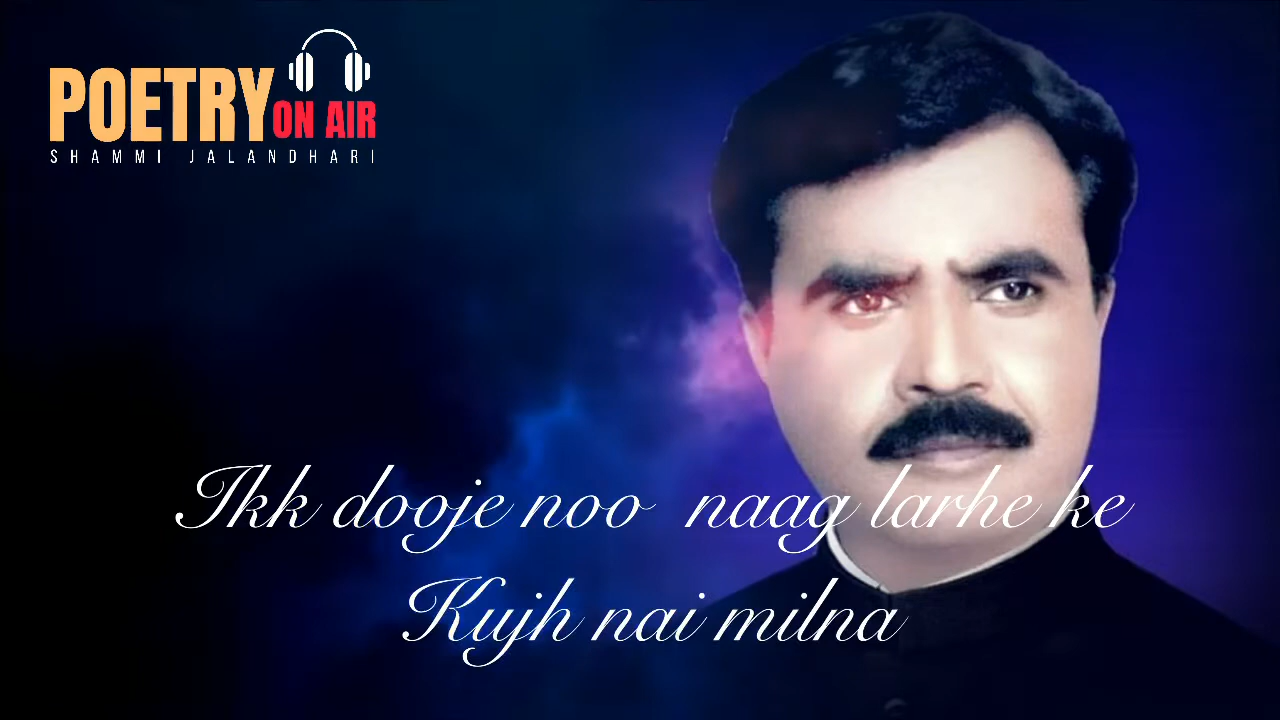 POETRY ON AIR
SHAMMI JALANDHARI
Ikk dooje noo naag larhe ke
Kujh nai milna